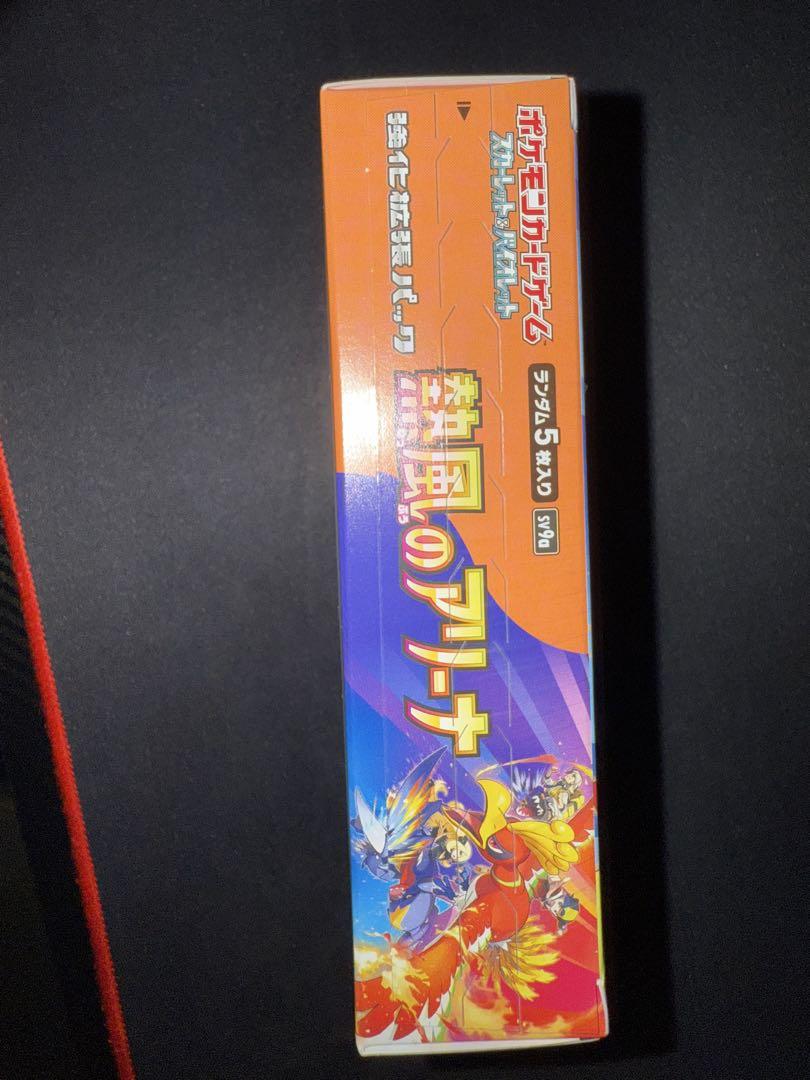 ポケモンカードゲーム
スカーレット&バイオレット
ランダム5枚入り
SV9a
強化拡張パック
熱風のアリーナ